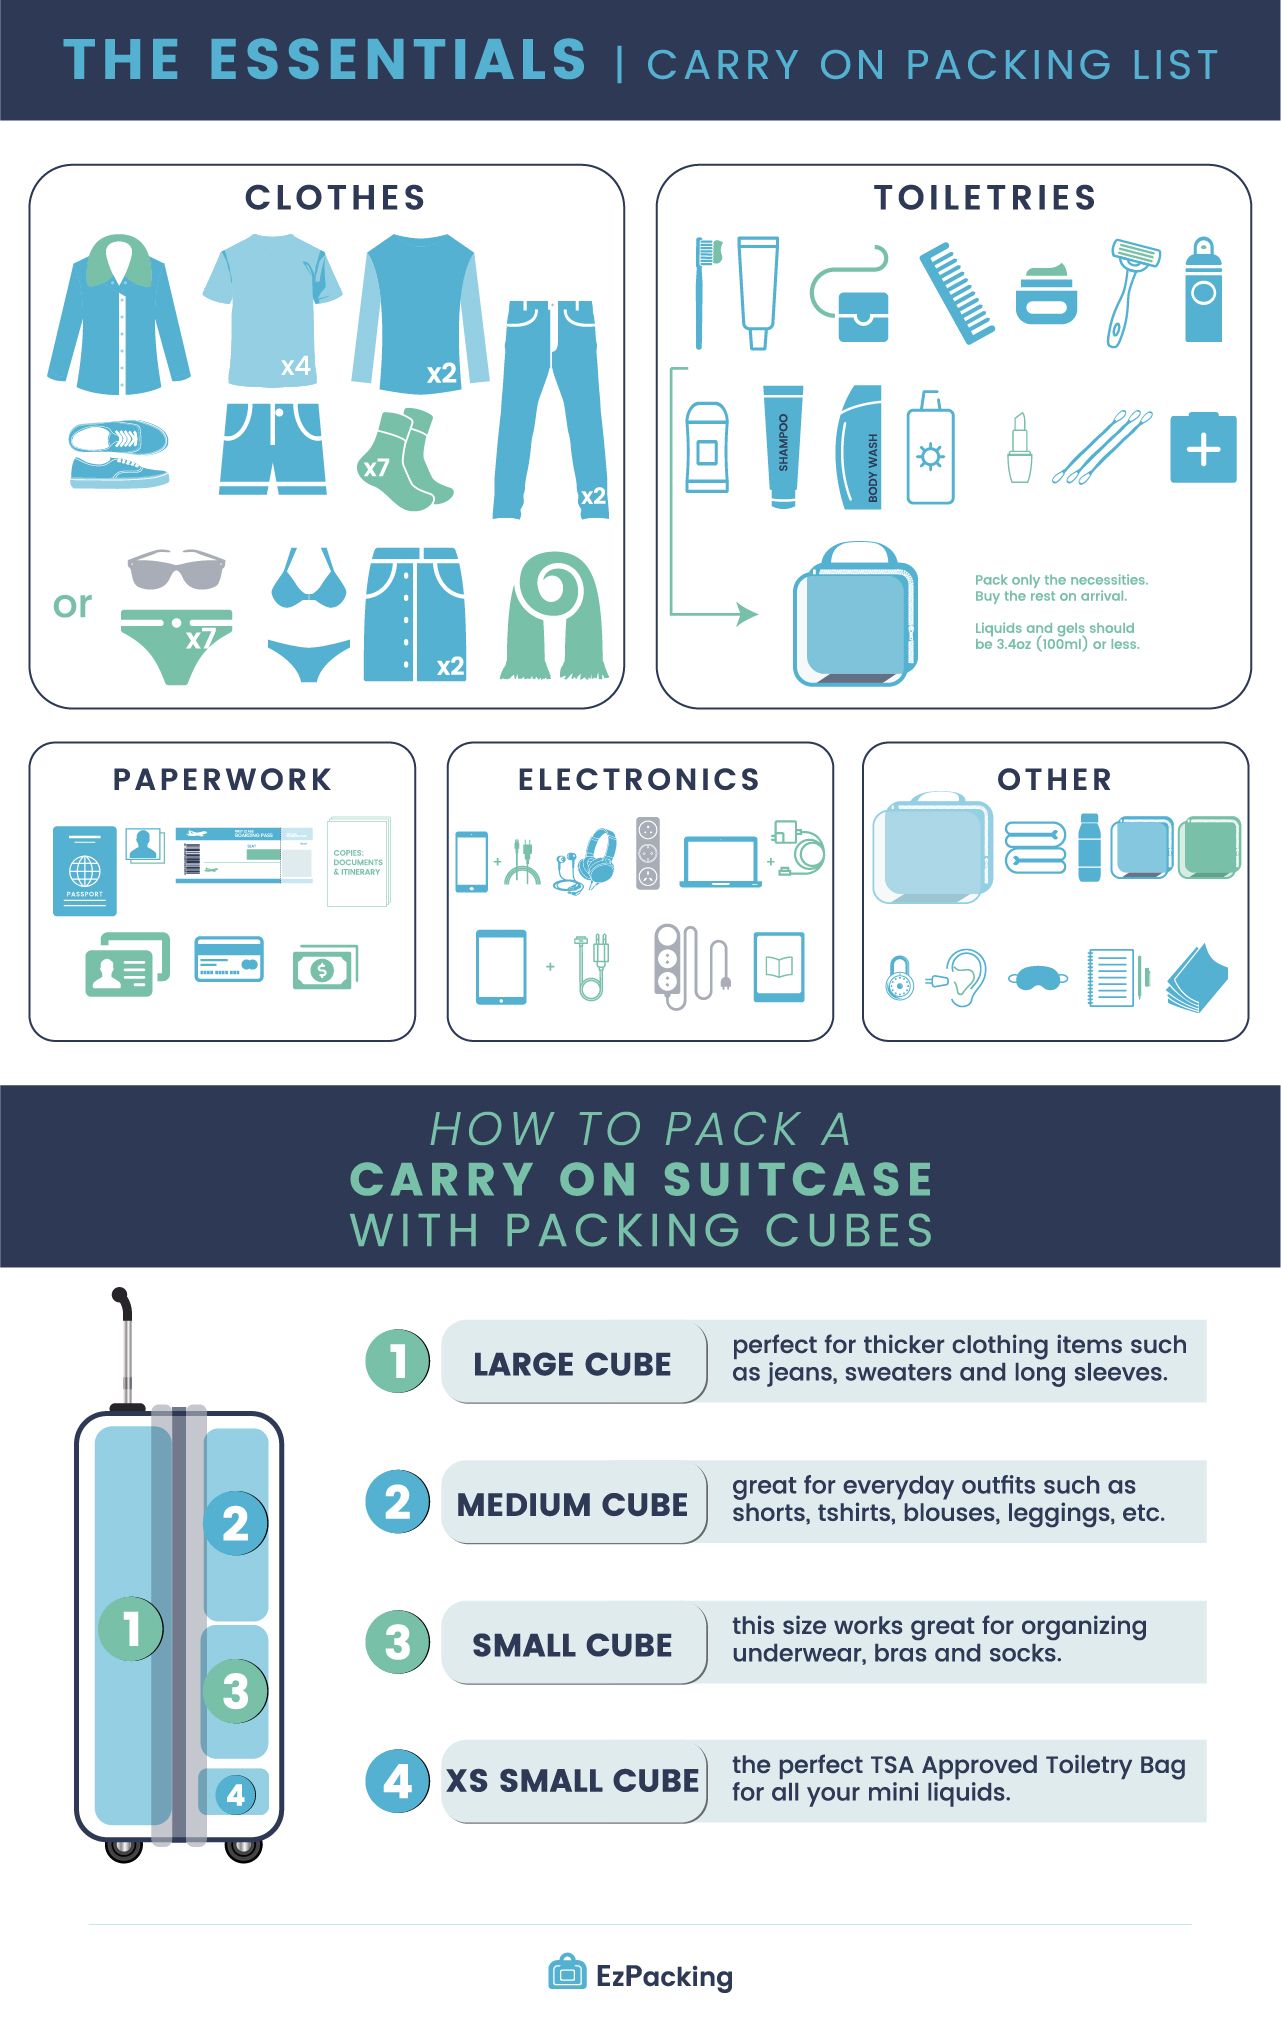 THE ESSENTIALS | CARRY ON PACKING LIST
CLOTHES
x4
x2
x7
x2
or
x7
x2
TOILETRIES
SHAMPOO
BODY WASH
Pack only the necessities.
Buy the rest on arrival.
Liquids and gels should
be 3.4oz (100ml) or less.
PAPERWORK
PASSPORT
FIRST CLASS
BOARDING PASS
SEAT
COPIES:
DOCUMENTS
& ITINERARY
$
ELECTRONICS
+
+
+
OTHER
HOW TO PACK A
CARRY ON SUITCASE
WITH PACKING CUBES
1
2
3
4
1 LARGE CUBE
perfect for thicker clothing items such
as jeans, sweaters and long sleeves.
2 MEDIUM CUBE
great for everyday outfits such as
shorts, tshirts, blouses, leggings, etc.
3 SMALL CUBE
this size works great for organizing
underwear, bras and socks.
4 XS SMALL CUBE
the perfect TSA Approved Toiletry Bag
for all your mini liquids.
EzPacking